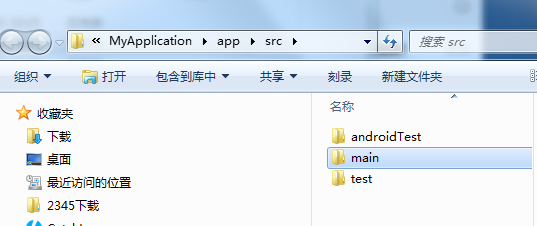 « MyApplication ▸ app ▸ src ▸ 搜索 src
组织 打开 包含到库中 共享 刻录 新建文件夹
收藏夹
下载
桌面
最近访问的位置
2345下载
名称
androidTest
main
test